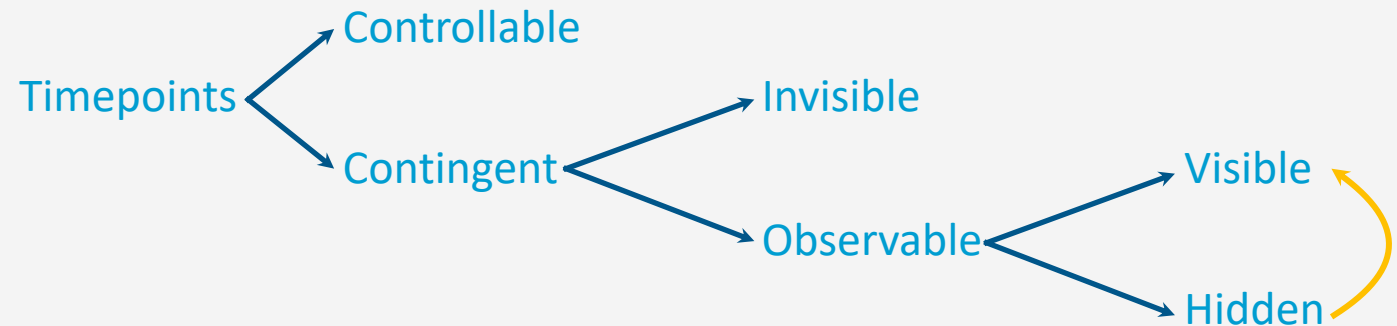 Controllable
Timepoints
Invisible
Contingent
Visible
Observable
Hidden